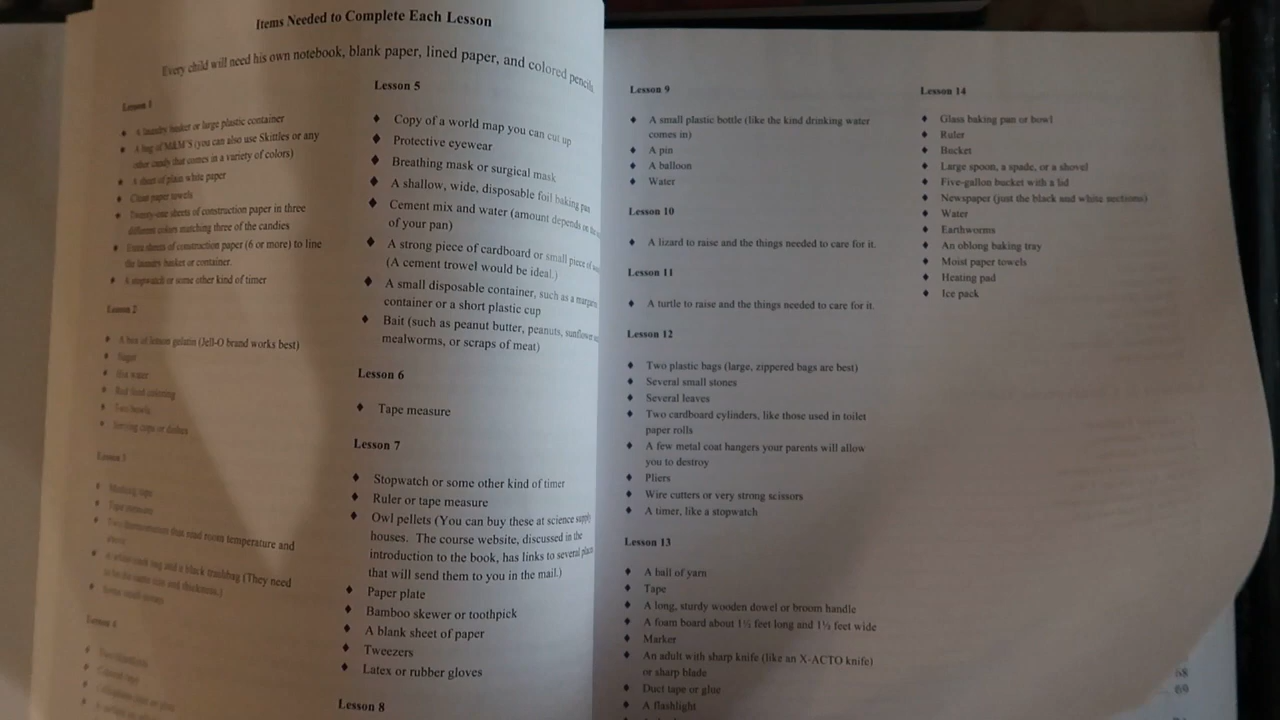 Items Needed to Complete Each Lesson
Every child will need his own notebook, blank paper, lined paper, and colored pencils.
Lesson 1
♦ A laundry basket or large plastic container
♦ A bag of M&M'S (you can also use Skittles or any
other candy that comes in a variety of colors)
♦ A sheet of plain white paper
♦ Clean paper towels
♦ Twenty-one sheets of construction paper in three
different colors matching three of the candies
♦ Extra sheets of construction paper (6 or more) to line
the laundry basket or container.
♦ A stopwatch or some other kind of timer
Lesson 2
♦ A box of lemon gelatin (Jell-O brand works best)
♦ Sugar
♦ Hot water
♦ Red food coloring
♦ Two bowls
♦ Serving cups or dishes
Lesson 3
♦ Masking tape
♦ Tape measure
♦ Two thermometers that read room temperature and
♦ A white trash bag and a black trashbag (They need
to be the same size and thickness.)
♦ Some small stones
Lesson 4
Lesson 5
♦ Copy of a world map you can cut up
♦ Protective eyewear
♦ Breathing mask or surgical mask
♦ A shallow, wide, disposable foil baking pan
♦ Cement mix and water (amount depends on the
of your pan)
♦ A strong piece of cardboard or small piece of
(A cement trowel would be ideal.)
♦ A small disposable container, such as a
container or a short plastic cup
♦ Bait (such as peanut butter, peanuts, sunflower
mealworms, or scraps of meat)
Lesson 6
♦ Tape measure
Lesson 7
♦ Stopwatch or some other kind of timer
♦ Ruler or tape measure
♦ Owl pellets (You can buy these at science supply
houses. The course website, discussed in the
introduction to the book, has links to several places
that will send them to you in the mail.)
♦ Paper plate
♦ Bamboo skewer or toothpick
♦ A blank sheet of paper
♦ Tweezers
♦ Latex or rubber gloves
Lesson 8
Lesson 9
♦ A small plastic bottle (like the kind drinking water
comes in)
♦ A pin
♦ A balloon
♦ Water
Lesson 10
♦ A lizard to raise and the things needed to care for it.
Lesson 11
♦ A turtle to raise and the things needed to care for it.
Lesson 12
♦ Two plastic bags (large, zippered bags are best)
♦ Several small stones
♦ Several leaves
♦ Two cardboard cylinders, like those used in toilet
paper rolls
♦ A few metal coat hangers your parents will allow
you to destroy
♦ Pliers
♦ Wire cutters or very strong scissors
♦ A timer, like a stopwatch
Lesson 13
♦ A ball of yarn
♦ Tape
♦ A long, sturdy wooden dowel or broom handle
♦ A foam board about 1½ feet long and 1½ feet wide
♦ Marker
♦ An adult with sharp knife (like an X-ACTO knife)
or sharp blade
♦ Duct tape or glue
♦ A flashlight
Lesson 14
♦ Glass baking pan or bowl
♦ Ruler
♦ Bucket
♦ Large spoon, a spade, or a shovel
♦ Five-gallon bucket with a lid
♦ Newspaper (just the black and white sections)
♦ Water
♦ Earthworms
♦ An oblong baking tray
♦ Moist paper towels
♦ Heating pad
♦ Ice pack
68
69